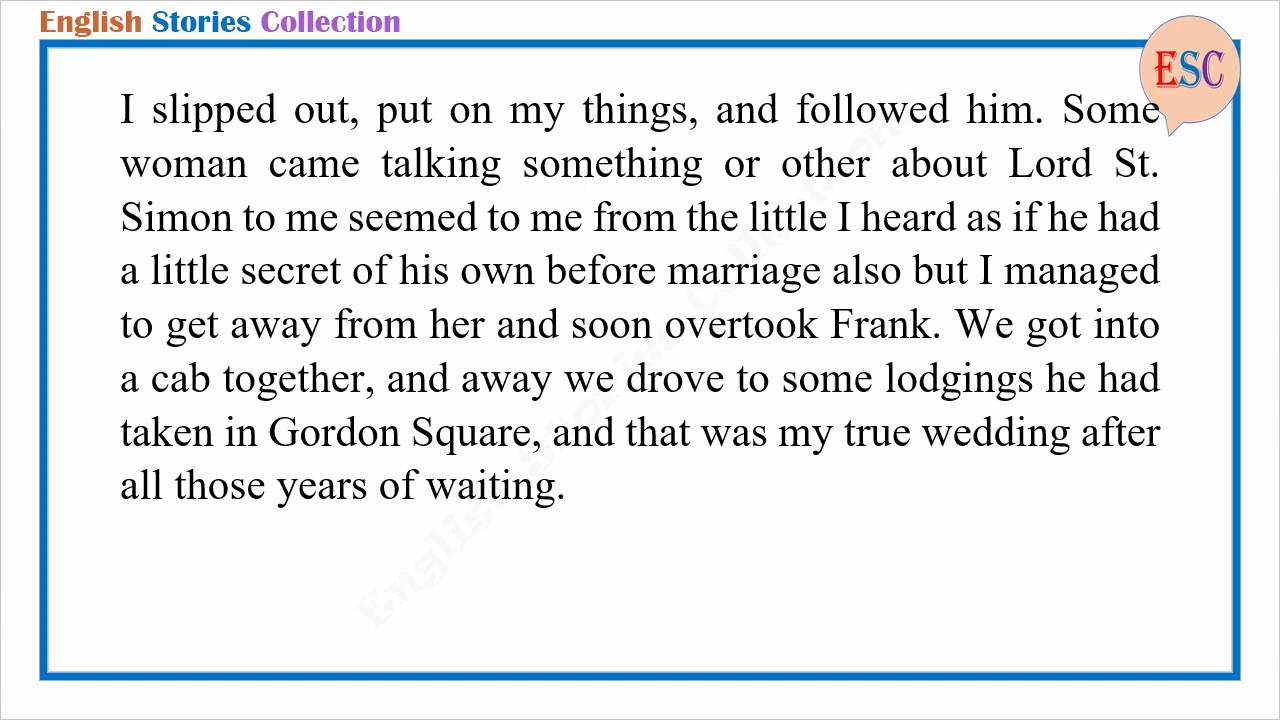 English Stories Collection
ESC
I slipped out, put on my things, and followed him. Some
woman came talking something or other about Lord St.
Simon to me seemed to me from the little I heard as if he had
a little secret of his own before marriage also but I managed
to get away from her and soon overtook Frank. We got into
a cab together, and away we drove to some lodgings he had
taken in Gordon Square, and that was my true wedding after
all those years of waiting.
English Stories Collection